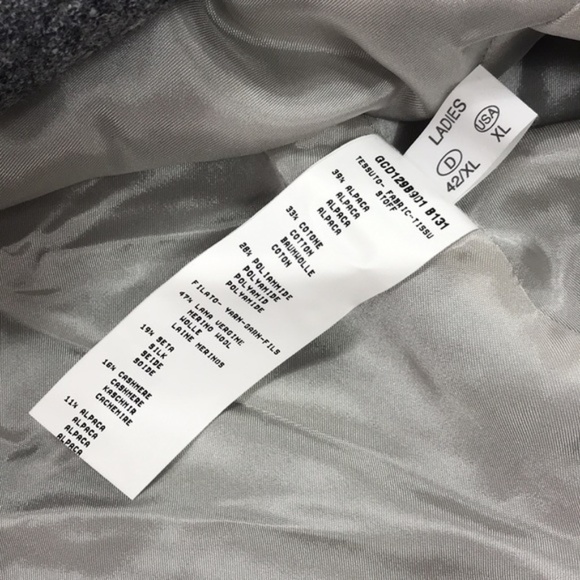 LADIES
USA
XL
D
42/XL
GCD129B901 8131
TESSUTO- FABRIC-TISSU
STOFF
39% ALPACA
ALPACA
ALPACA
ALPACA
33% COTONE
COTTON
BAUMWOLLE
COTON
28% POLIAMMIDE
POLYAMIDE
POLYAMID
POLYAMIDE
FILATO- YARN-GARN-FILS
47% LANA VERGINE
MERINO WOOL
WOLLE
LAINE MERINOS
19% SETA
SILK
SEIDE
SOIDE
16% CASHMERE
CASHMERE
KASCHMIR
CACHEMIRE
11% ALPACA
ALPACA
ALPACA
ALPACA